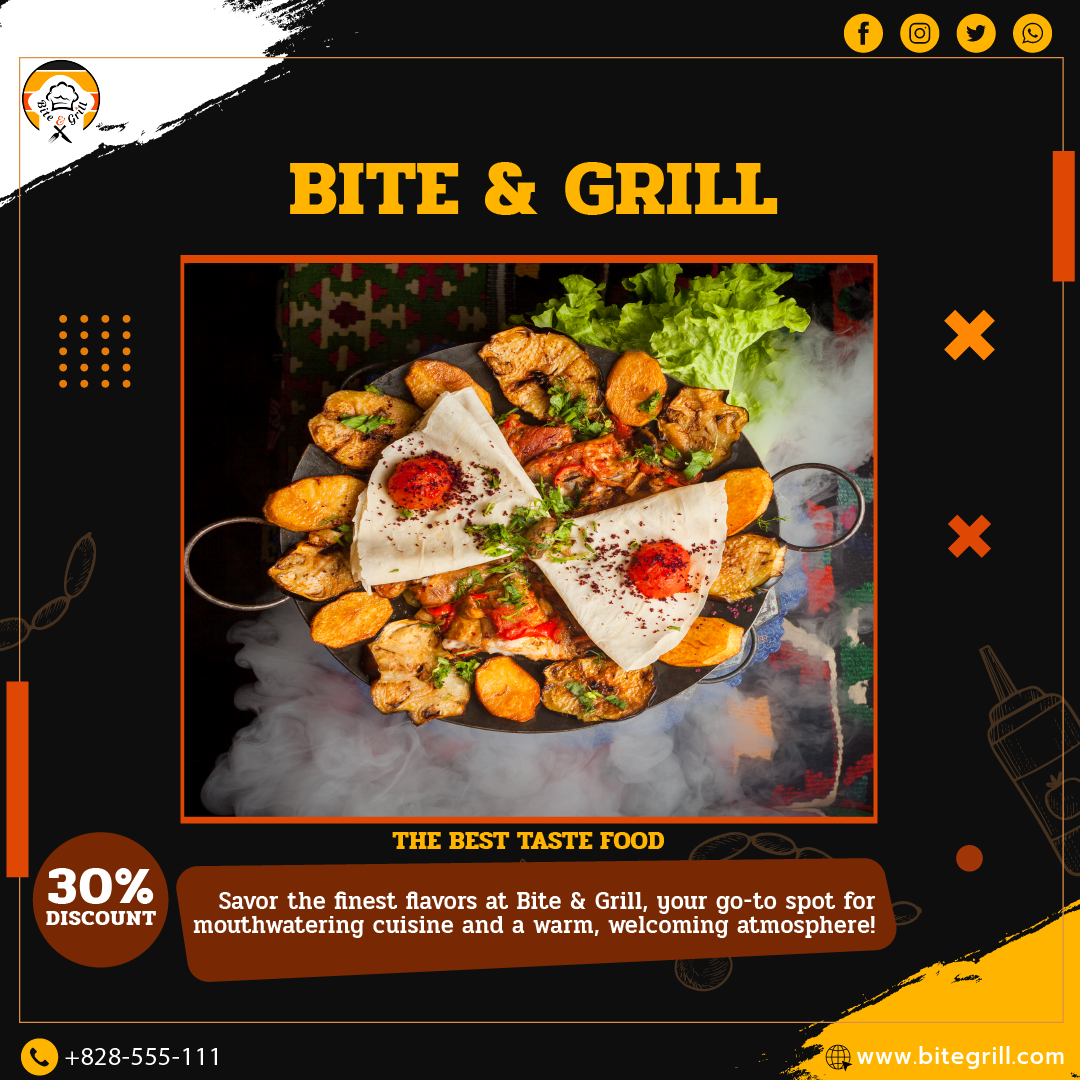 Bite & Grill
BITE & GRILL
THE BEST TASTE FOOD
30%
DISCOUNT
Savor the finest flavors at Bite & Grill, your go-to spot for
mouthwatering cuisine and a warm, welcoming atmosphere!
+828-555-111
www.bitegrill.com